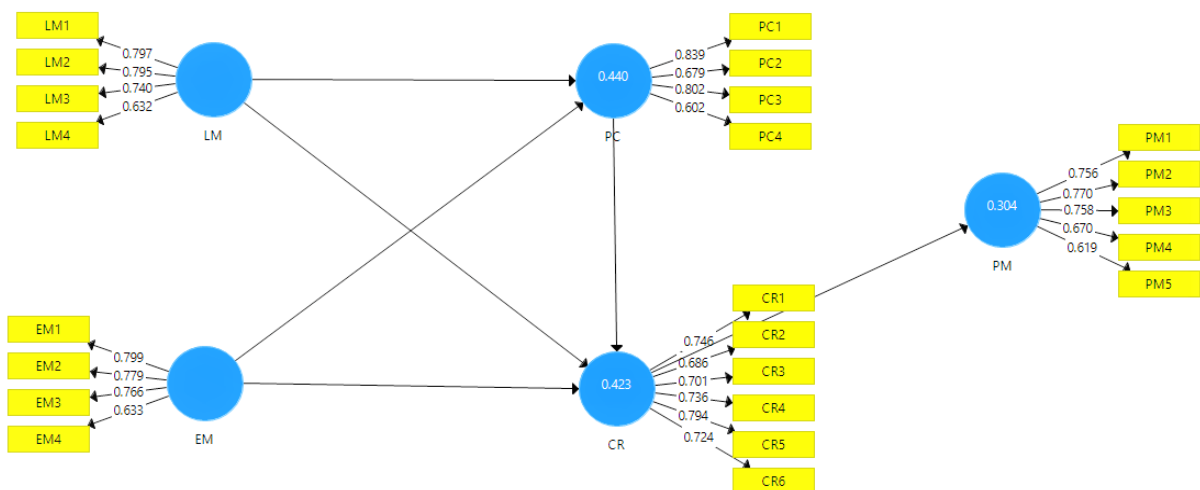 LM1
LM2
LM3
LM4
0.797
0.795
0.740
0.632
LM
0.440
PC
PC1
PC2
PC3
PC4
0.839
0.679
0.802
0.602
PM1
PM2
PM3
PM4
PM5
0.756
0.770
0.758
0.670
0.619
0.304
PM
EM1
EM2
EM3
EM4
0.799
0.779
0.766
0.633
EM
0.423
CR
CR1
CR2
CR3
CR4
CR5
CR6
0.746
0.686
0.701
0.736
0.794
0.724